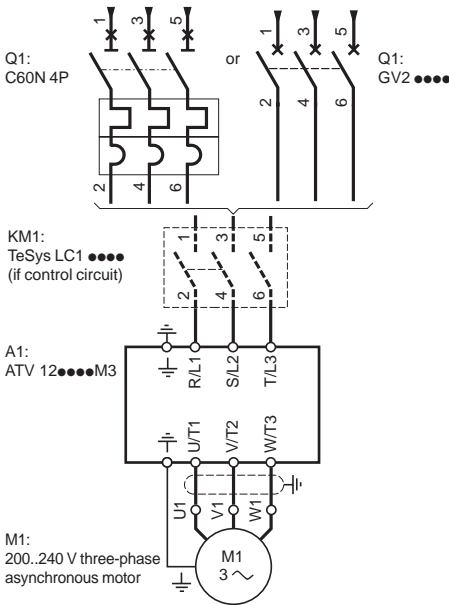 1 3 5
Q1:
C60N 4P
or
1 3 5
Q1:
GV2 ●●●●
2 4 6
2 4 6
KM1:
TeSys LC1 ●●●●
(if control circuit)
1 3 5
2 4 6
A1:
ATV 12●●●●M3
R/L1 S/L2 T/L3
U/T1 V/T2 W/T3
U1 V1 W1
M1:
200..240 V three-phase
asynchronous motor
M1
3 ~